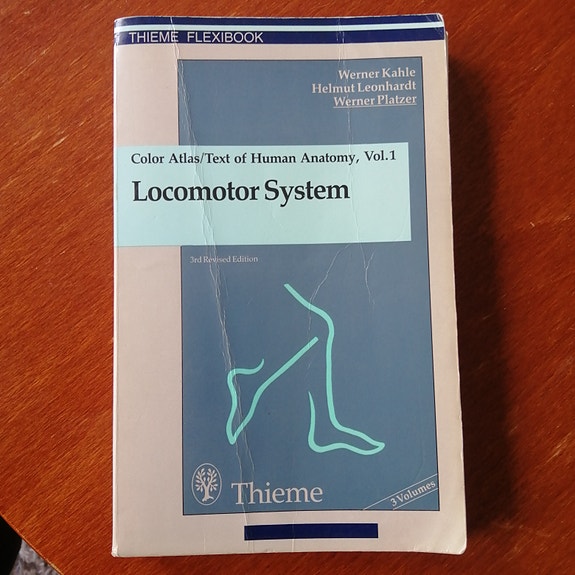 THIEME FLEXIBOOK
Werner Kahle
Helmut Leonhardt
Werner Platzer
Color Atlas/Text of Human Anatomy, Vol.1
Locomotor System
3rd Revised Edition
Thieme
3 Volumes